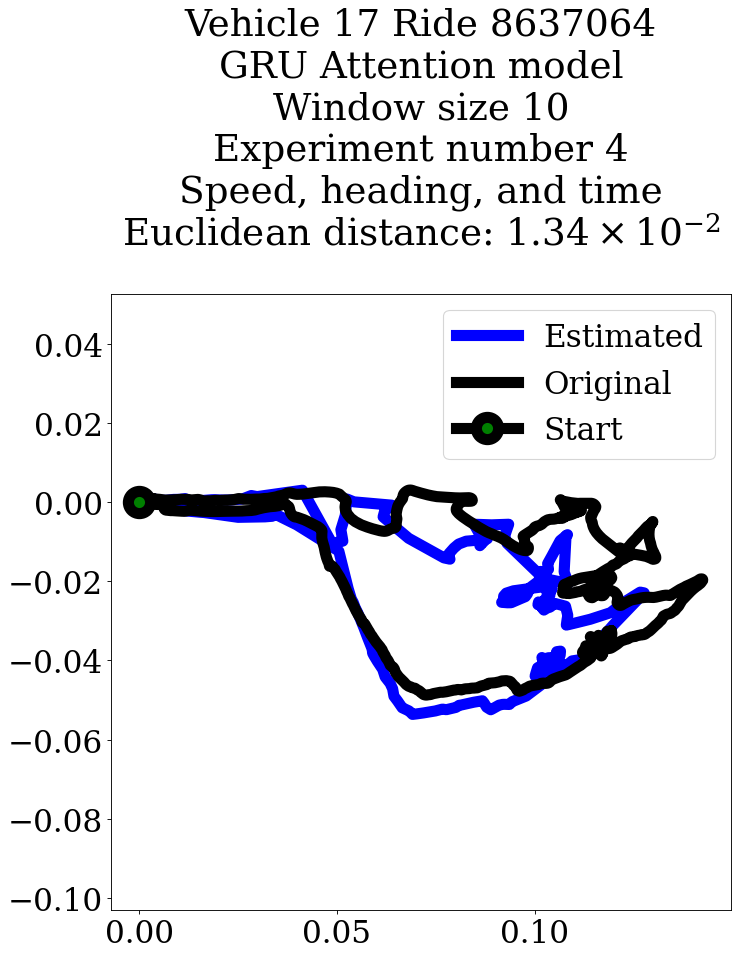 Vehicle 17 Ride 8637064
GRU Attention model
Window size 10
Experiment number 4
Speed, heading, and time
Euclidean distance: 1.34 × 10⁻²
Estimated
Original
Start
0.04
0.02
0.00
−0.02
−0.04
−0.06
−0.08
−0.10
0.00 0.05 0.10